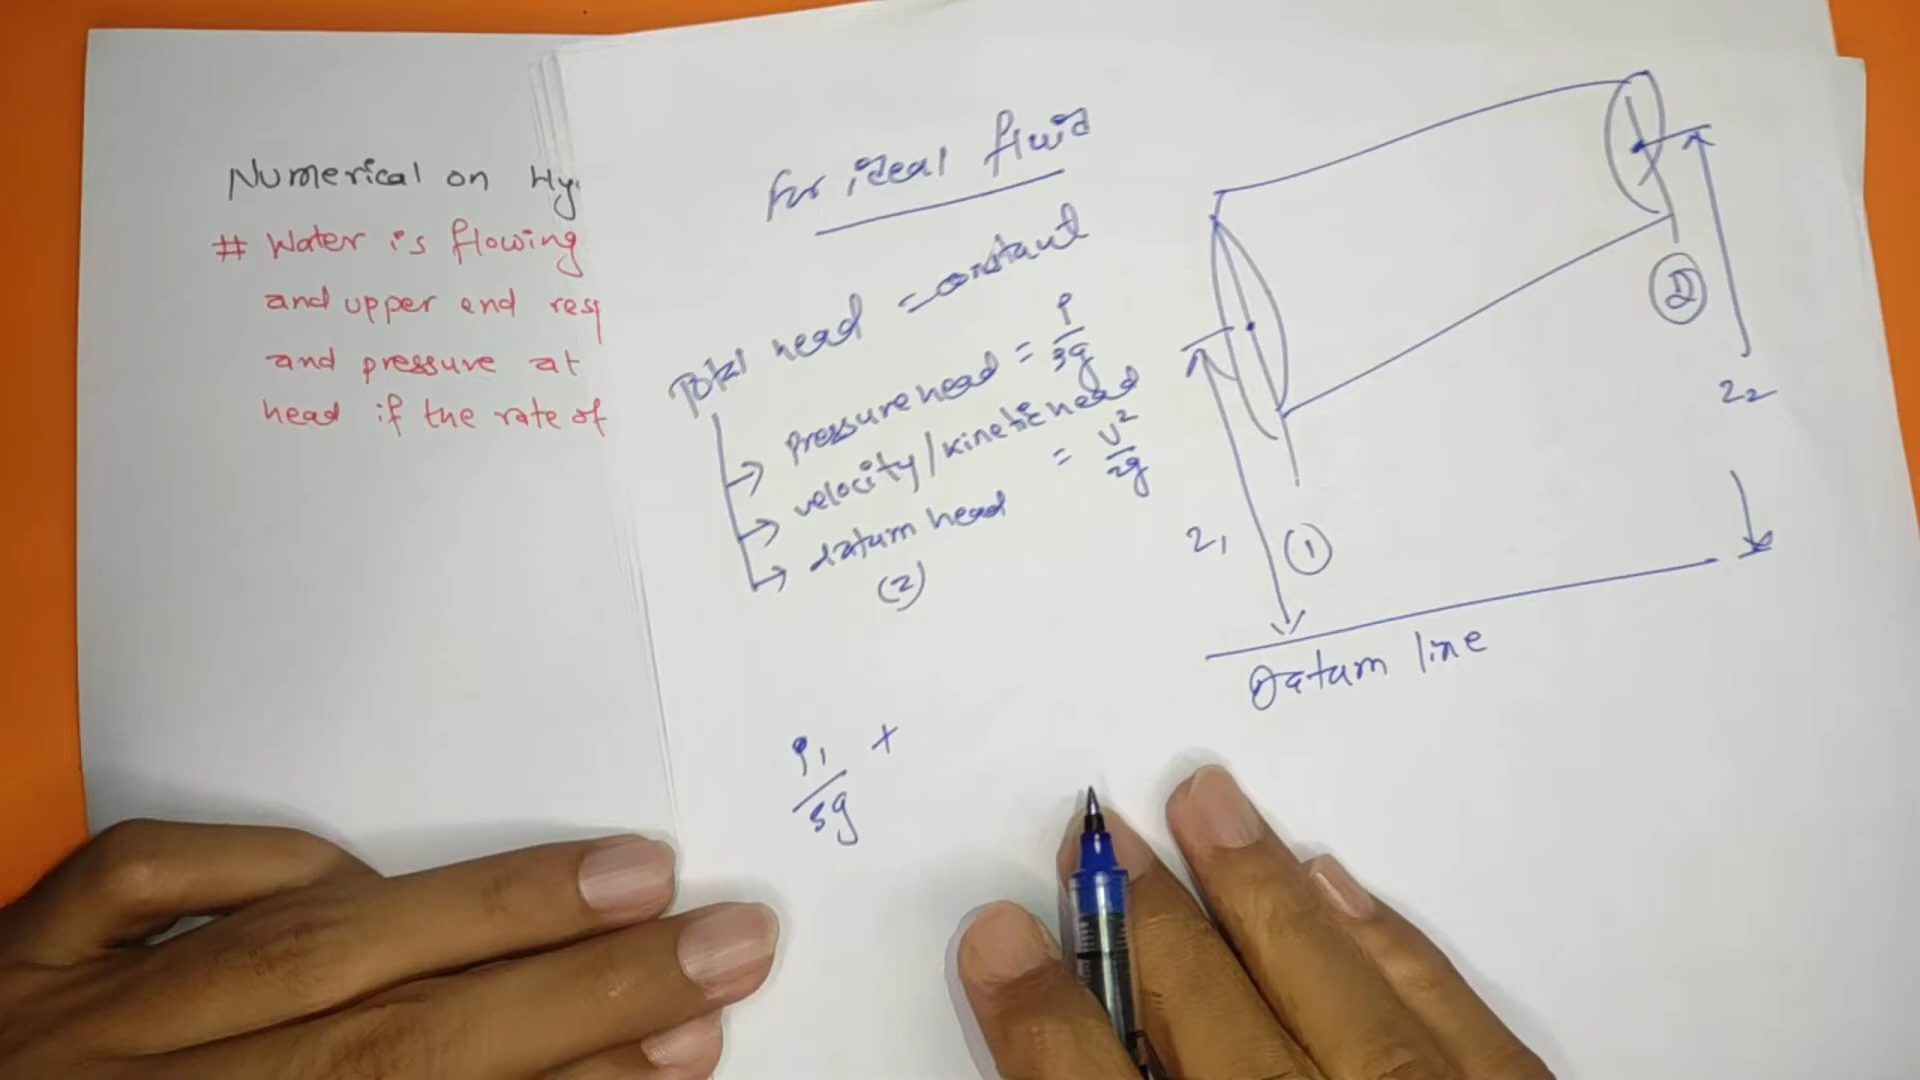 Numerical on Hy
# Water is flowing
and upper end resp
and pressure at
head if the rate of
for ideal fluid
Total head = constant
→ pressure head = P/ρg
→ velocity/kinetic head = v²/2g
→ datum head
(z)
P₁/ρg +
z₁
①
②
z₂
Datum line